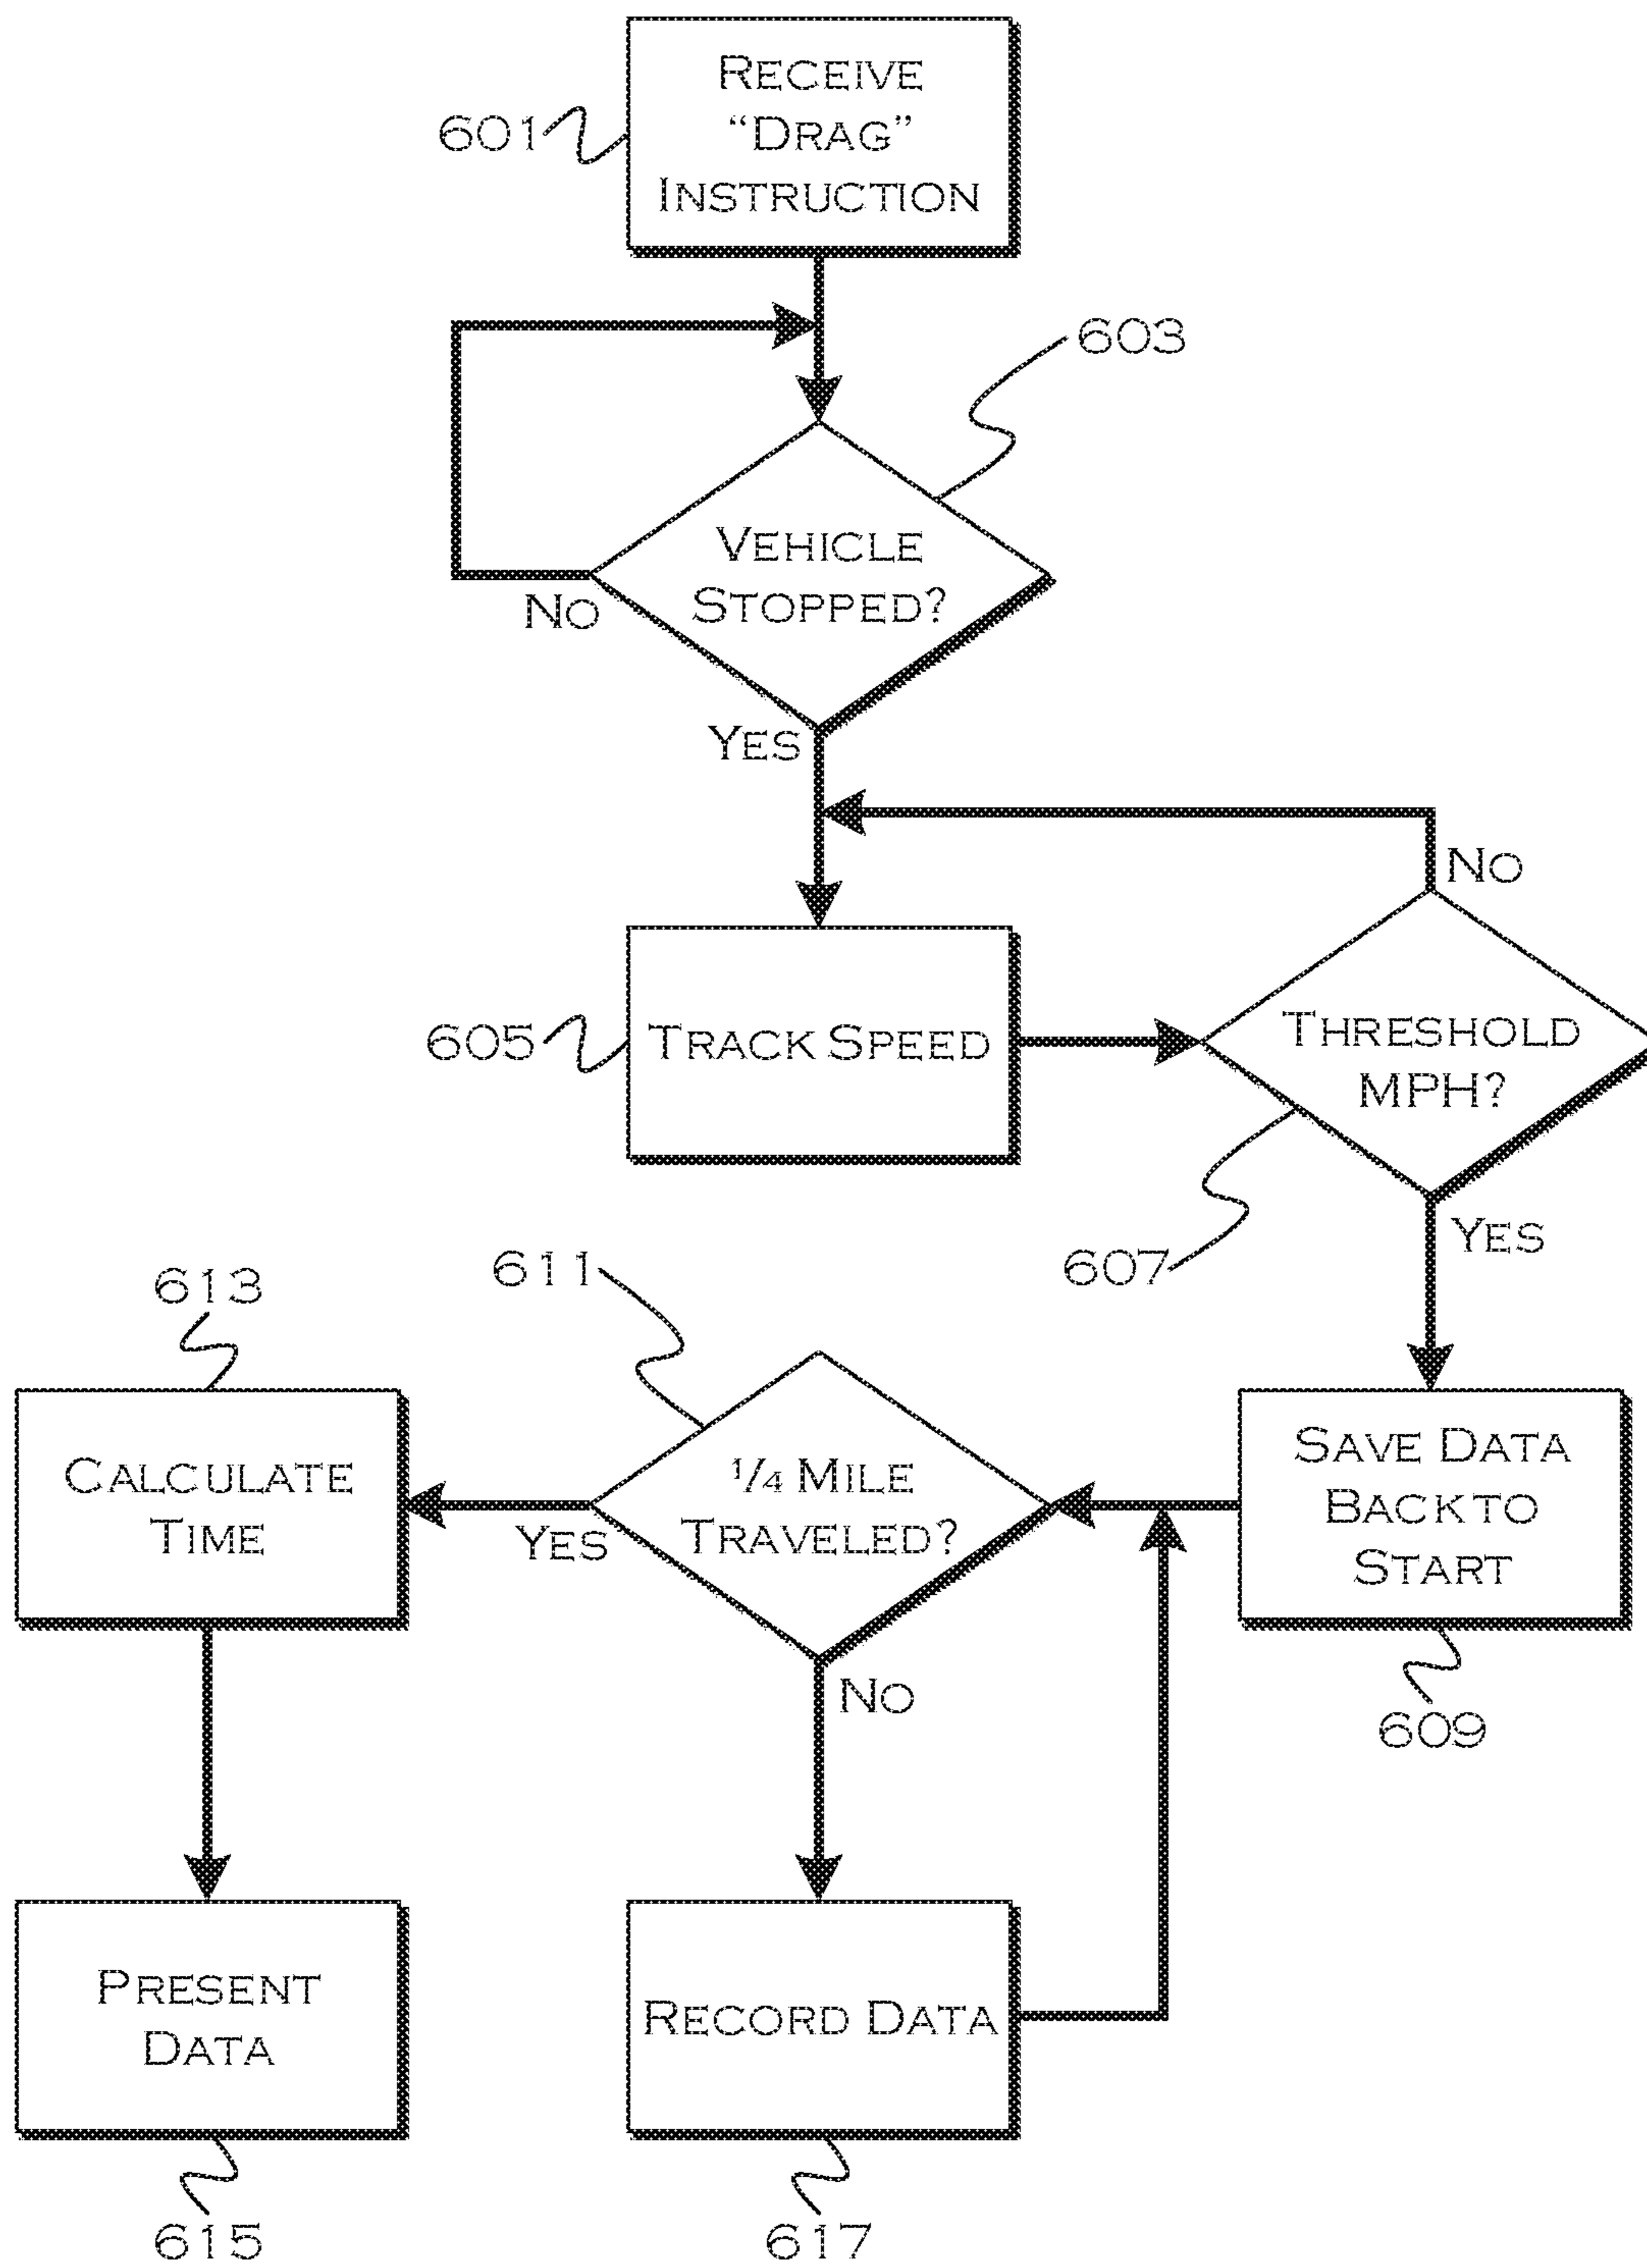 RECEIVE
“DRAG”
INSTRUCTION
601
603
VEHICLE
STOPPED?
NO
YES
NO
605
TRACK SPEED
THRESHOLD
MPH?
607
YES
613
611
CALCULATE
TIME
¼ MILE
TRAVELED?
YES
NO
SAVE DATA
BACK TO
START
609
PRESENT
DATA
RECORD DATA
615
617